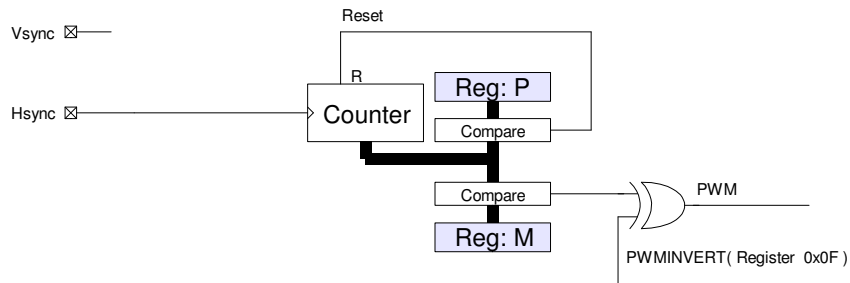 Reset
Vsync
R
Reg: P
Hsync
Counter
Compare
Compare
PWM
Reg: M
PWMINVERT( Register 0x0F )